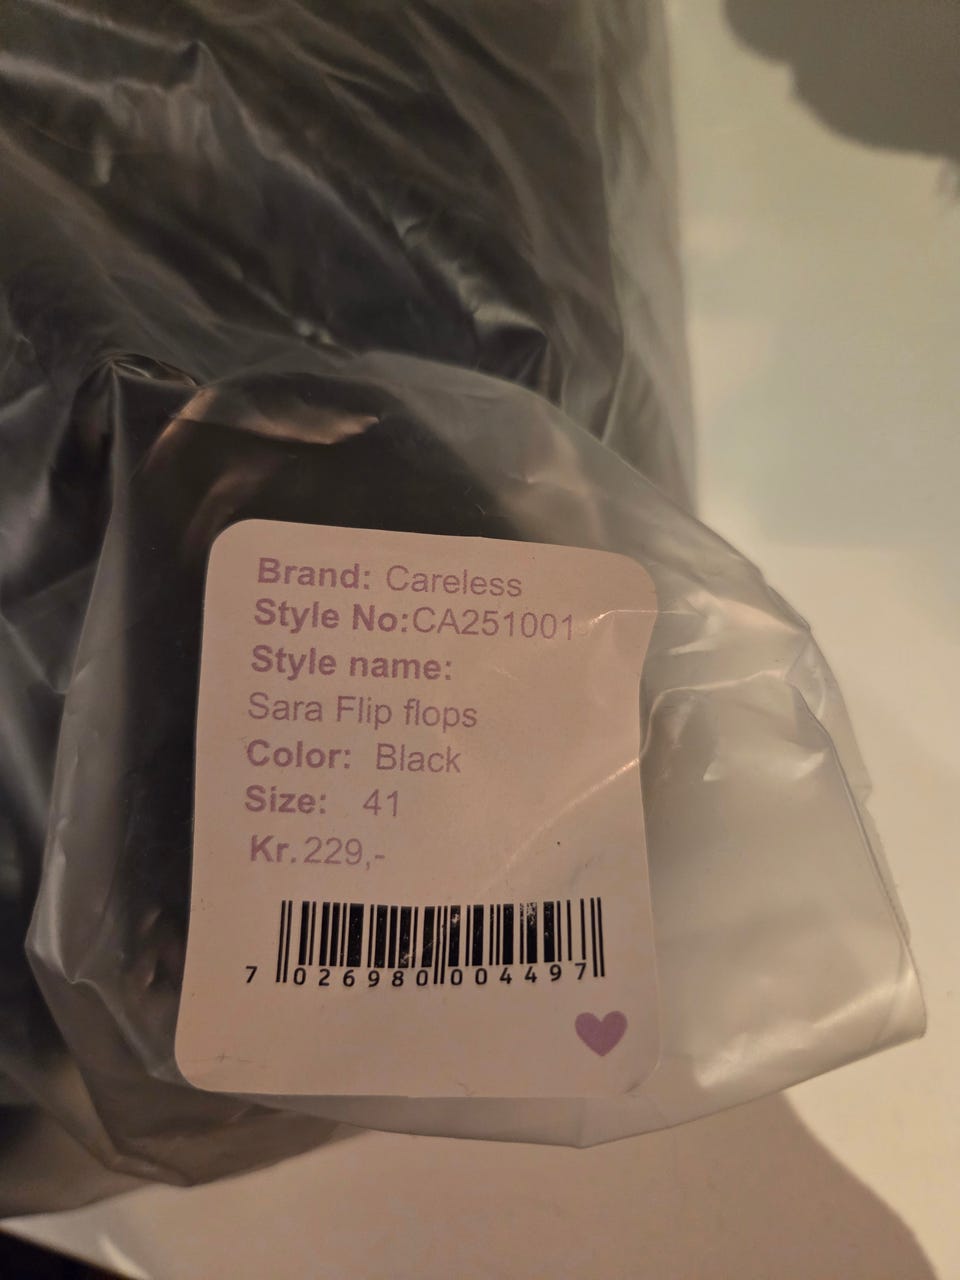 Brand: Careless
Style No:CA251001
Style name:
Sara Flip flops
Color: Black
Size: 41
Kr. 229,-
7 026980 004497